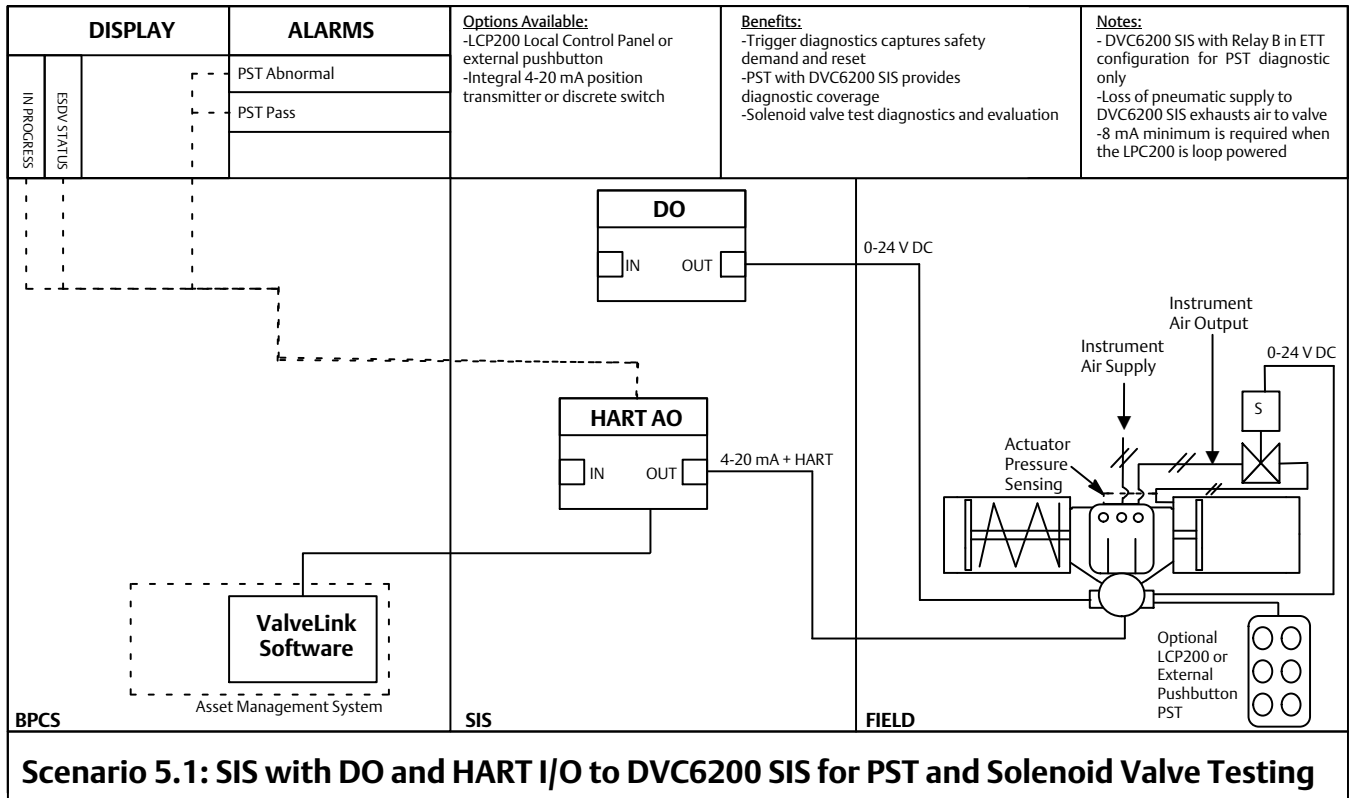 DISPLAY
ALARMS
IN PROGRESS
ESDV STATUS
PST Abnormal
PST Pass
Options Available:
-LCP200 Local Control Panel or
external pushbutton
-Integral 4-20 mA position
transmitter or discrete switch
Benefits:
-Trigger diagnostics captures safety
demand and reset
-PST with DVC6200 SIS provides
diagnostic coverage
-Solenoid valve test diagnostics and evaluation
Notes:
- DVC6200 SIS with Relay B in ETT
configuration for PST diagnostic
only
-Loss of pneumatic supply to
DVC6200 SIS exhausts air to valve
-8 mA minimum is required when
the LPC200 is loop powered
DO
IN OUT
0-24 V DC
HART AO
IN OUT
4-20 mA + HART
Instrument
Air Output
Instrument
Air Supply
0-24 V DC
S
Actuator
Pressure
Sensing
ValveLink
Software
Asset Management System
Optional
LCP200 or
External
Pushbutton
PST
BPCS
SIS
FIELD
Scenario 5.1: SIS with DO and HART I/O to DVC6200 SIS for PST and Solenoid Valve Testing